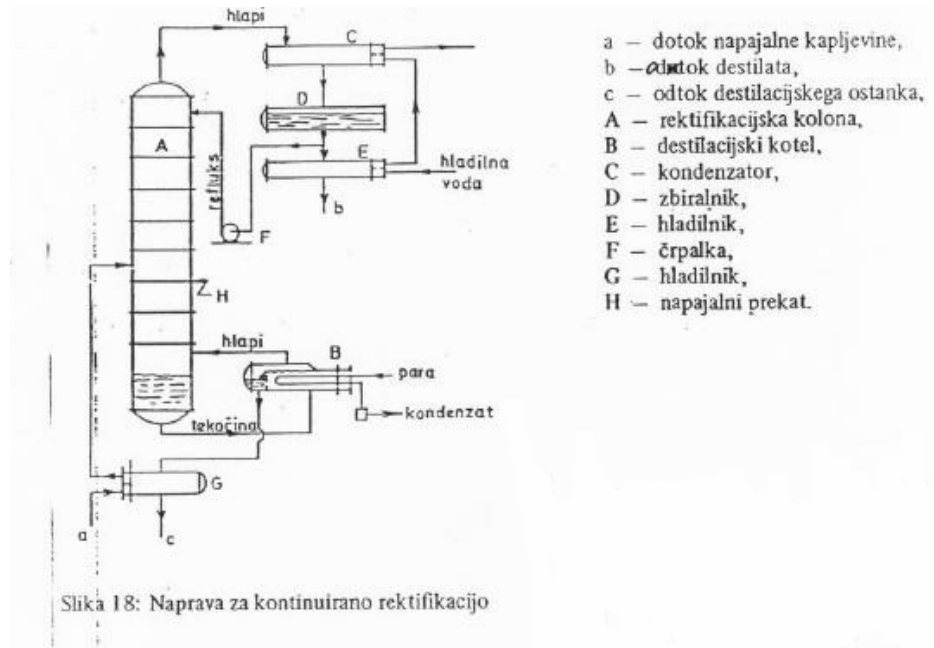 hlapi
C
D
A
E
hladilna
voda
refluks
b
F
H
hlapi
B
para
kondenzat
tekočina
G
a
c
a – dotok napajalne kapljevine,
b – odtok destilata,
c – odtok destilacijskega ostanka,
A – rektifikacijska kolona,
B – destilacijski kotel,
C – kondenzator,
D – zbiralnik,
E – hladilnik,
F – črpalka,
G – hladilnik,
H – napajalni prekat.
Slika 18: Naprava za kontinuirano rektifikacijo